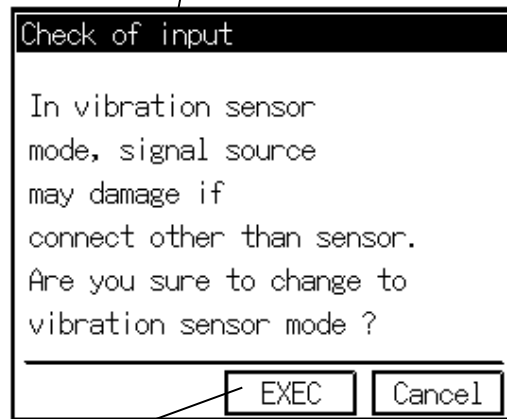 Check of input
In vibration sensor
mode, signal source
may damage if
connect other than sensor.
Are you sure to change to
vibration sensor mode ?
EXEC Cancel